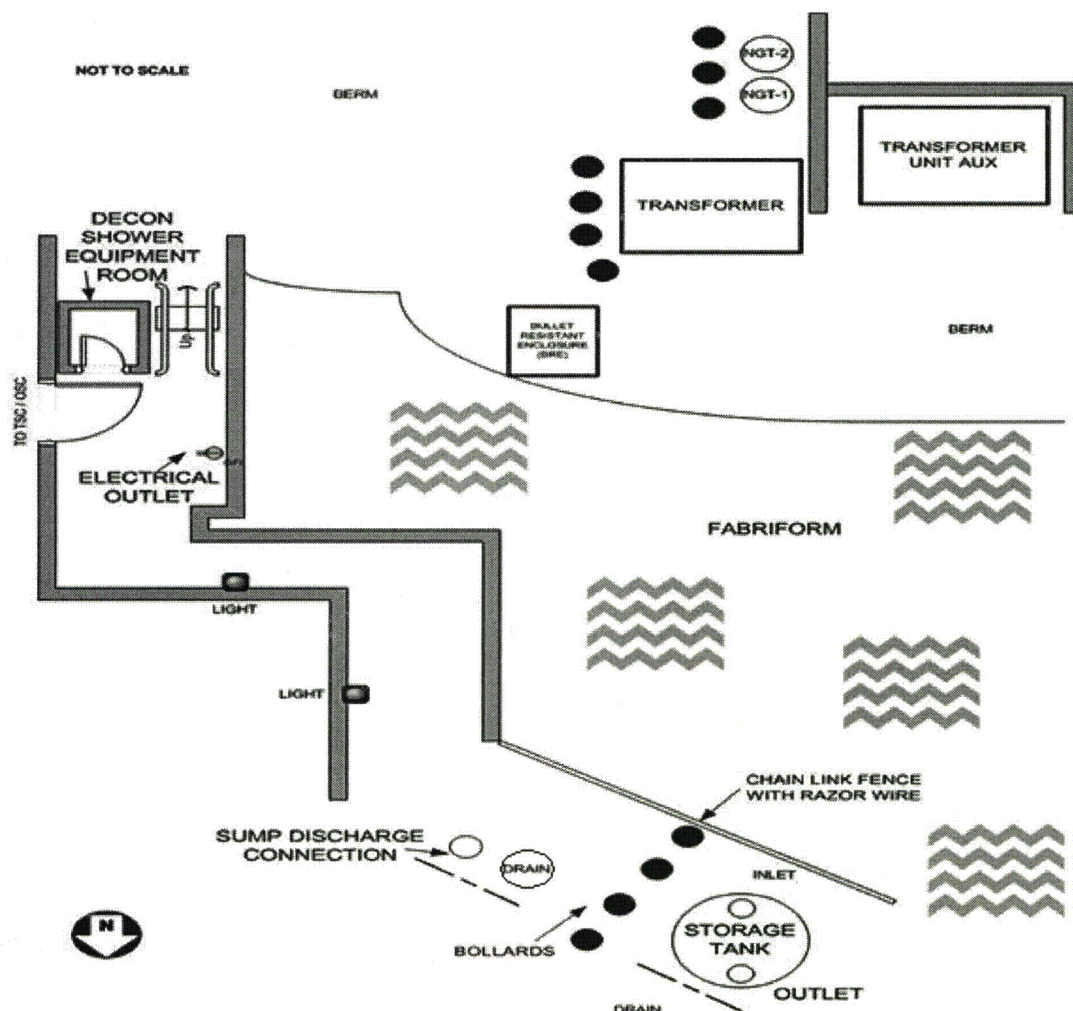 NOT TO SCALE
BERM
NGT-2
NGT-1
TRANSFORMER
UNIT AUX
TRANSFORMER
DECON
SHOWER
EQUIPMENT
ROOM
Up
BULLET
RESISTANT
ENCLOSURE
(BRE)
BERM
TO TSC / OSC
ELECTRICAL
OUTLET
FABRIFORM
LIGHT
LIGHT
CHAIN LINK FENCE
WITH RAZOR WIRE
SUMP DISCHARGE
CONNECTION
DRAIN
INLET
STORAGE
TANK
BOLLARDS
OUTLET
DRAIN
N